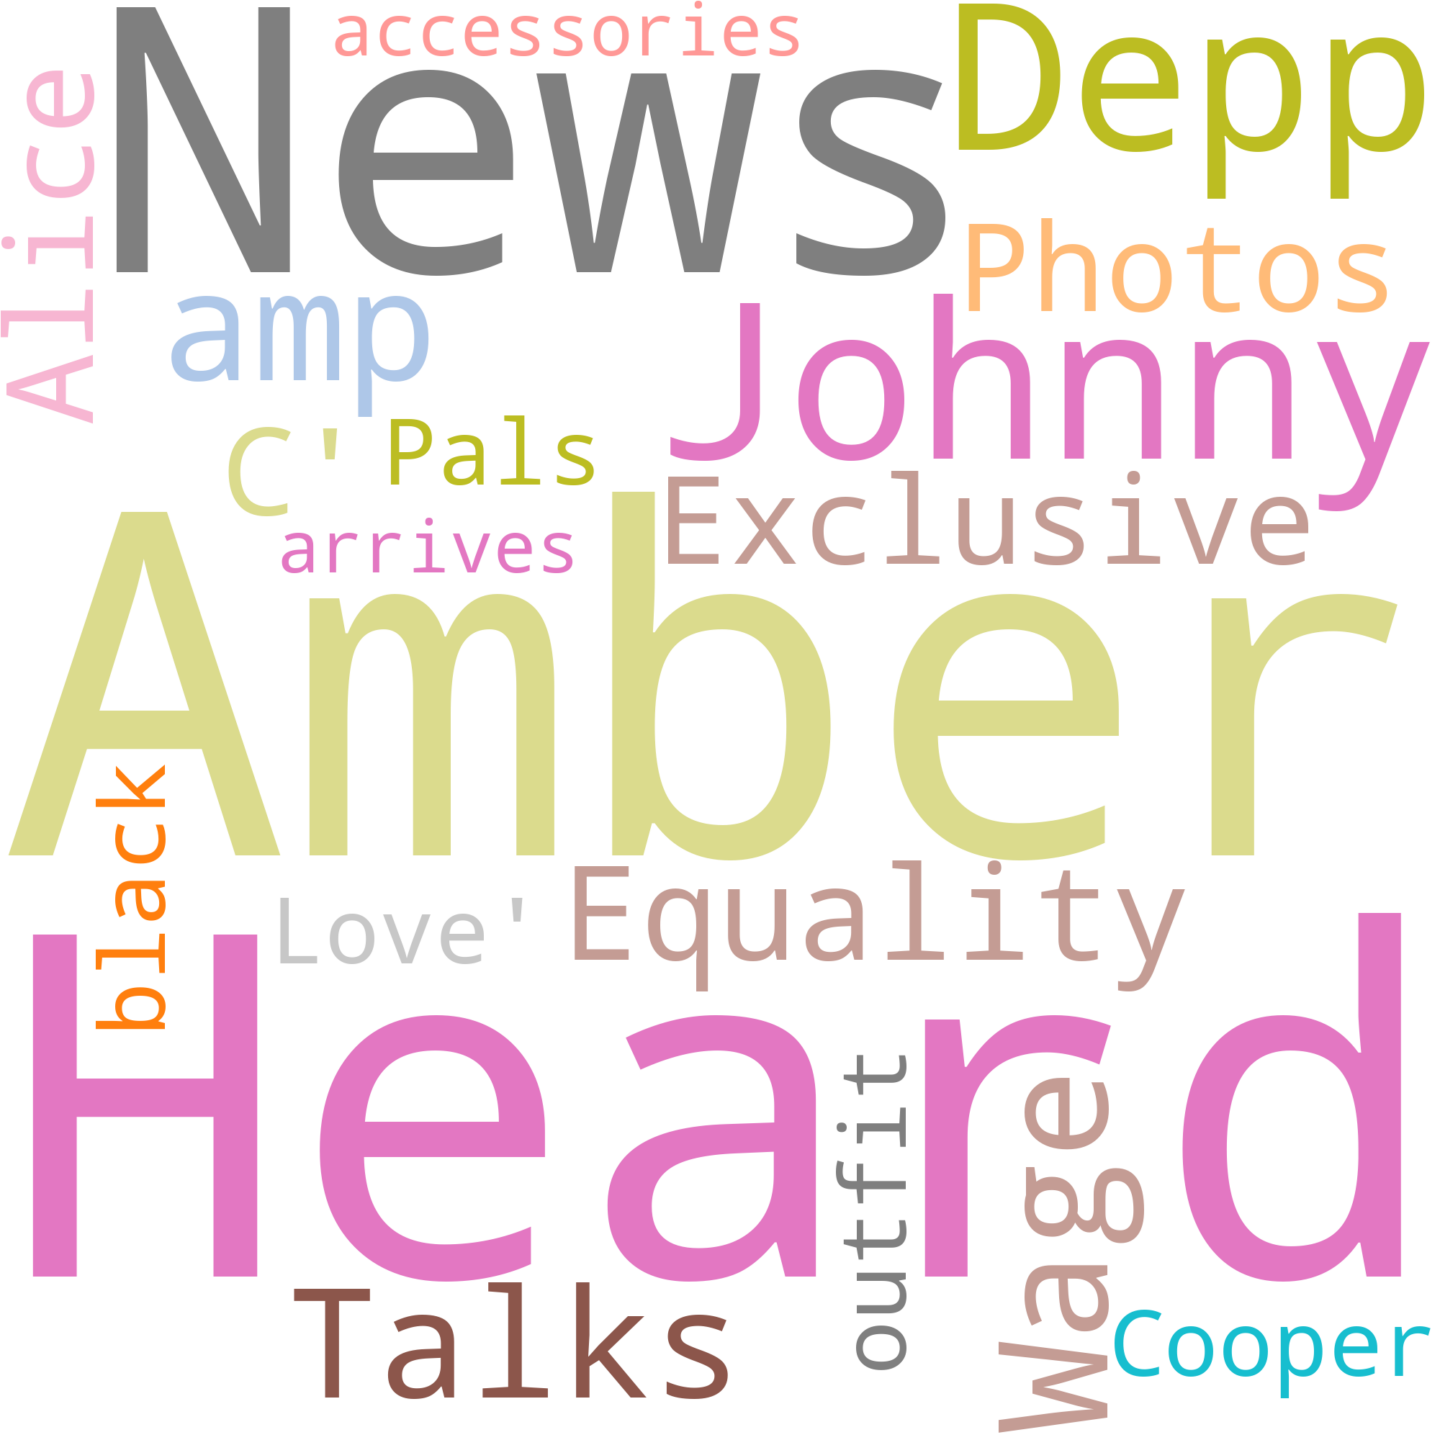 accessories
News
Depp
Alice
Photos
amp
Johnny
C'
Pals
Exclusive
arrives
Amber
black
Love'
Equality
Heard
outfit
Wage
Talks
Cooper